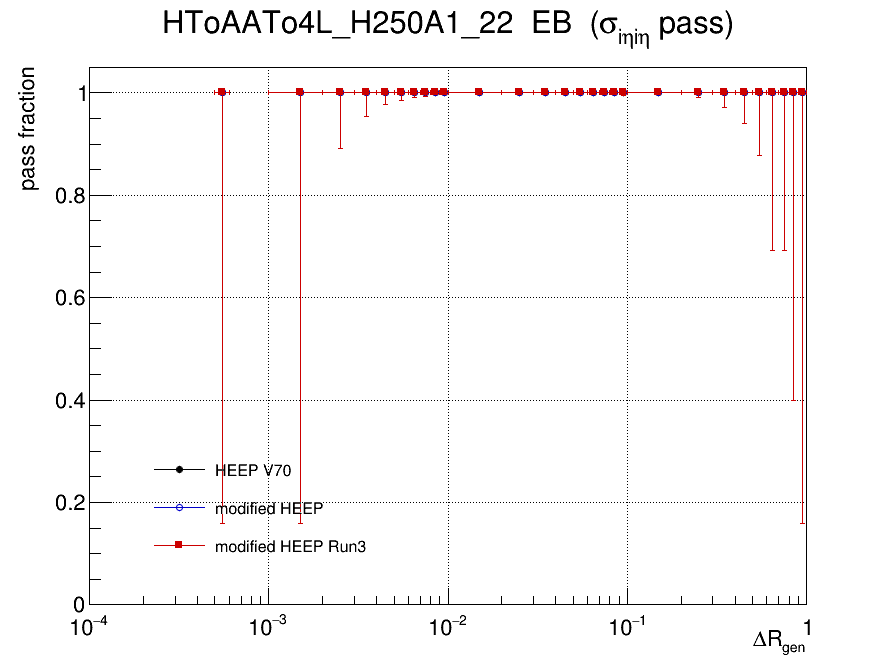 HToAATo4L_H250A1_22 EB (σiηiη pass)
pass fraction
1
0.8
0.6
0.4
0.2
0
HEEP V70
modified HEEP
modified HEEP Run3
10−4 10−3 10−2 10−1 1
ΔRgen